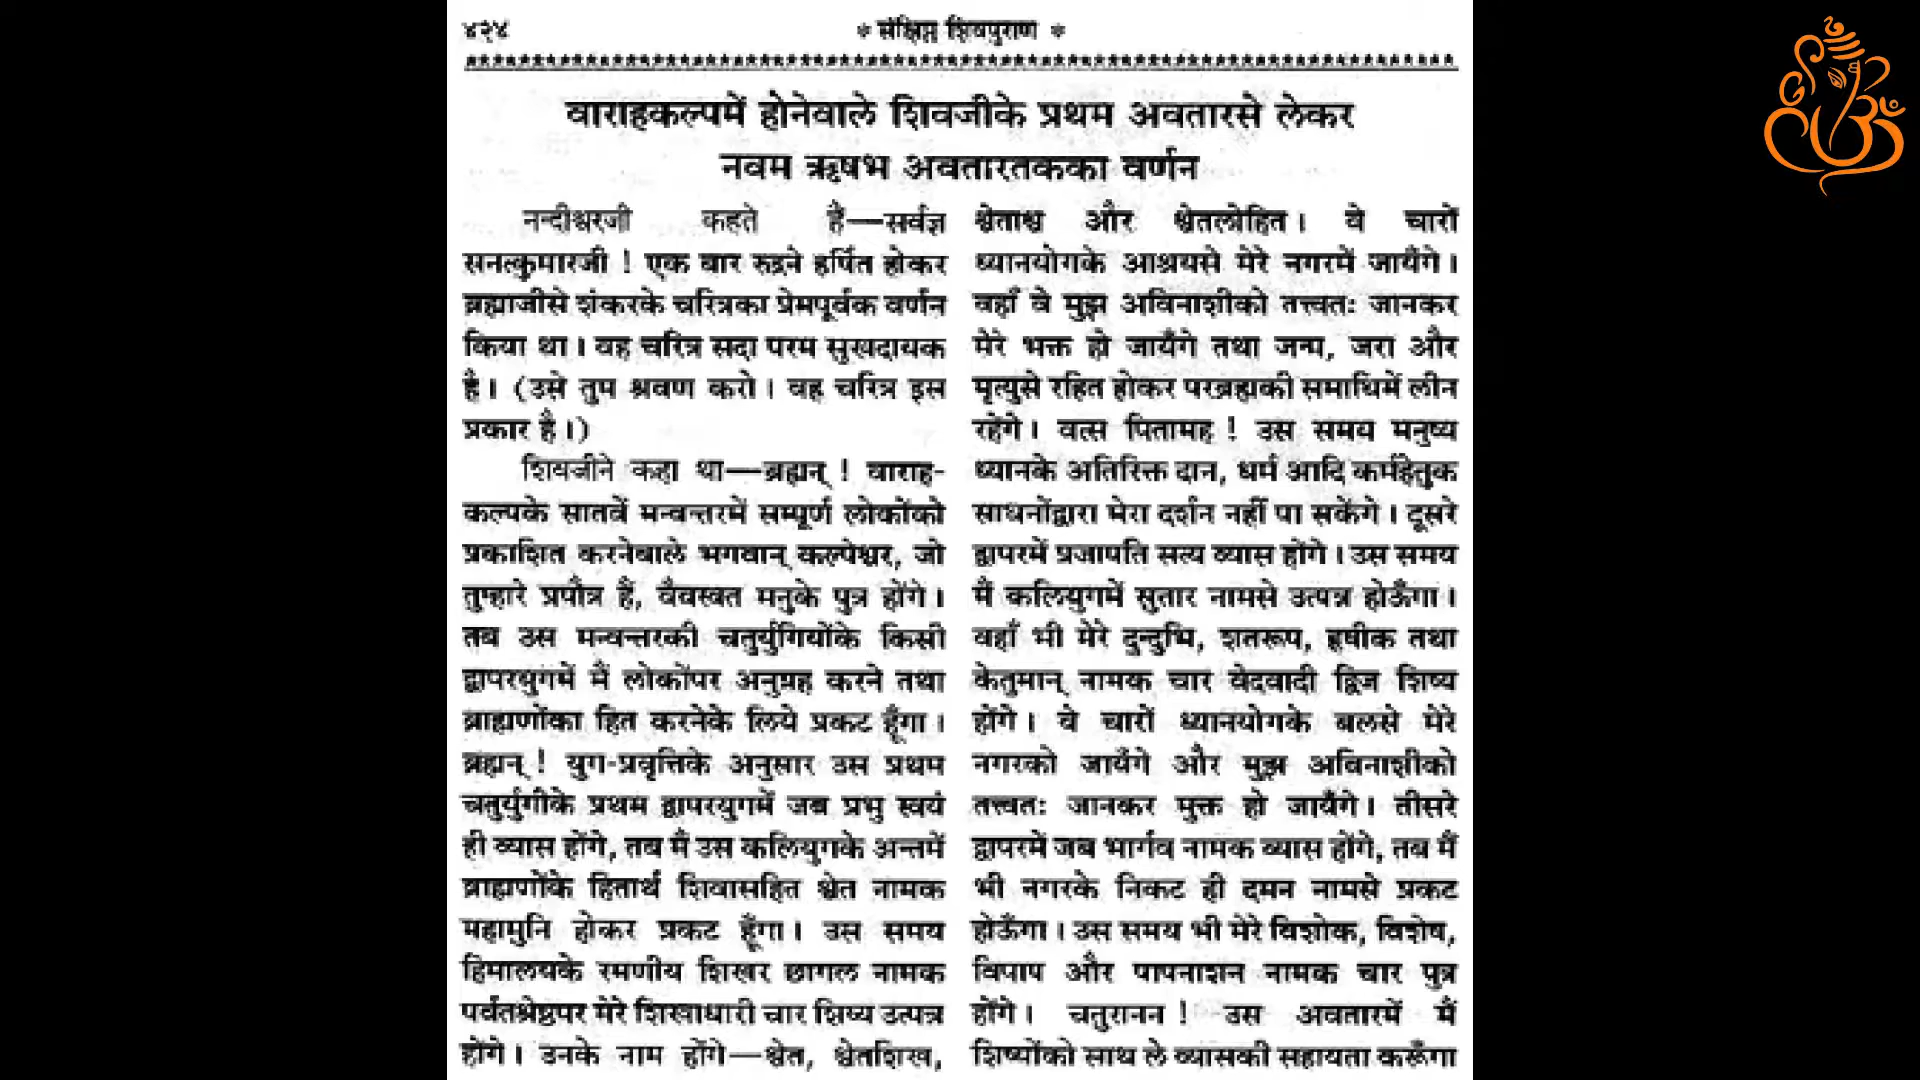 ४२४
* संक्षिप्त शिवपुराण *
वाराहकल्पमें होनेवाले शिवजीके प्रथम अवतारसे लेकर
नवम ऋषभ अवतारतकका वर्णन
नन्दीश्वरजी कहते हैं—सर्वज्ञ
सनत्कुमारजी ! एक बार रुद्रने हर्षित होकर
ब्रह्माजीसे शंकरके चरित्रका प्रेमपूर्वक वर्णन
किया था। वह चरित्र सदा परम सुखदायक
है। (उसे तुम श्रवण करो। वह चरित्र इस
प्रकार है।)
शिवजीने कहा था—ब्रह्मन् ! वाराह-
कल्पके सातवें मन्वन्तरमें सम्पूर्ण लोकोंको
प्रकाशित करनेवाले भगवान् कल्पेश्वर, जो
तुम्हारे प्रपौत्र हैं, वैवस्वत मनुके पुत्र होंगे।
तब उस मन्वन्तरकी चतुर्युगियोंके किसी
द्वापरयुगमें मैं लोकोंपर अनुग्रह करने तथा
ब्राह्मणोंका हित करनेके लिये प्रकट हूँगा।
ब्रह्मन् ! युग-प्रवृत्तिके अनुसार उस प्रथम
चतुर्युगीके प्रथम द्वापरयुगमें जब प्रभु स्वयं
ही व्यास होंगे, तब मैं उस कलियुगके अन्तमें
ब्राह्मणोंके हितार्थ शिवासहित श्वेत नामक
महामुनि होकर प्रकट हूँगा। उस समय
हिमालयके रमणीय शिखर छागल नामक
पर्वतश्रेष्ठपर मेरे शिखाधारी चार शिष्य उत्पन्न
होंगे। उनके नाम होंगे—श्वेत, श्वेतशिख,
श्वेताश्व और श्वेतलोहित। वे चारों
ध्यानयोगके आश्रयसे मेरे नगरमें जायँगे।
वहाँ वे मुझ अविनाशीको तत्त्वतः जानकर
मेरे भक्त हो जायँगे तथा जन्म, जरा और
मृत्युसे रहित होकर परब्रह्मकी समाधिमें लीन
रहेंगे। वत्स पितामह ! उस समय मनुष्य
ध्यानके अतिरिक्त दान, धर्म आदि कर्महेतुक
साधनोंद्वारा मेरा दर्शन नहीं पा सकेंगे। दूसरे
द्वापरमें प्रजापति सत्य व्यास होंगे। उस समय
मैं कलियुगमें सुतार नामसे उत्पन्न होऊँगा।
वहाँ भी मेरे दुन्दुभि, शतरूप, हृषीक तथा
केतुमान् नामक चार वेदवादी द्विज शिष्य
होंगे। वे चारों ध्यानयोगके बलसे मेरे
नगरको जायँगे और मुझ अविनाशीको
तत्त्वतः जानकर मुक्त हो जायँगे। तीसरे
द्वापरमें जब भार्गव नामक व्यास होंगे, तब मैं
भी नगरके निकट ही दमन नामसे प्रकट
होऊँगा। उस समय भी मेरे विशोक, विशेष,
विपाप और पापनाशन नामक चार पुत्र
होंगे। चतुरानन ! उस अवतारमें मैं
शिष्योंको साथ ले व्यासकी सहायता करूँगा